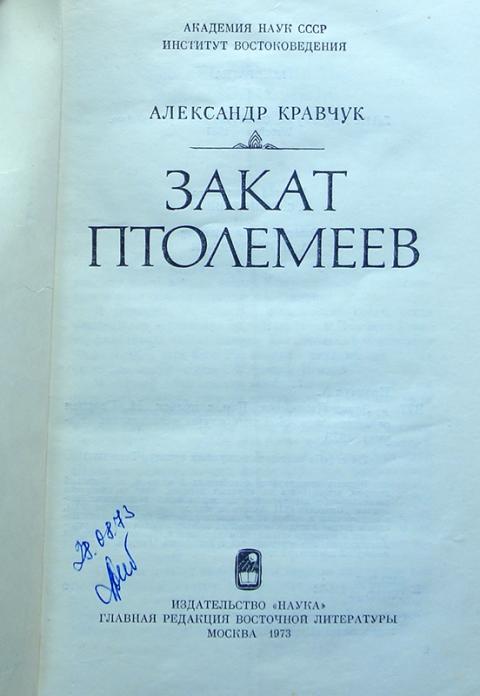 АКАДЕМИЯ НАУК СССР
ИНСТИТУТ ВОСТОКОВЕДЕНИЯ
АЛЕКСАНДР КРАВЧУК
ЗАКАТ
ПТОЛЕМЕЕВ
28.08.73
ИЗДАТЕЛЬСТВО «НАУКА»
ГЛАВНАЯ РЕДАКЦИЯ ВОСТОЧНОЙ ЛИТЕРАТУРЫ
МОСКВА 1973